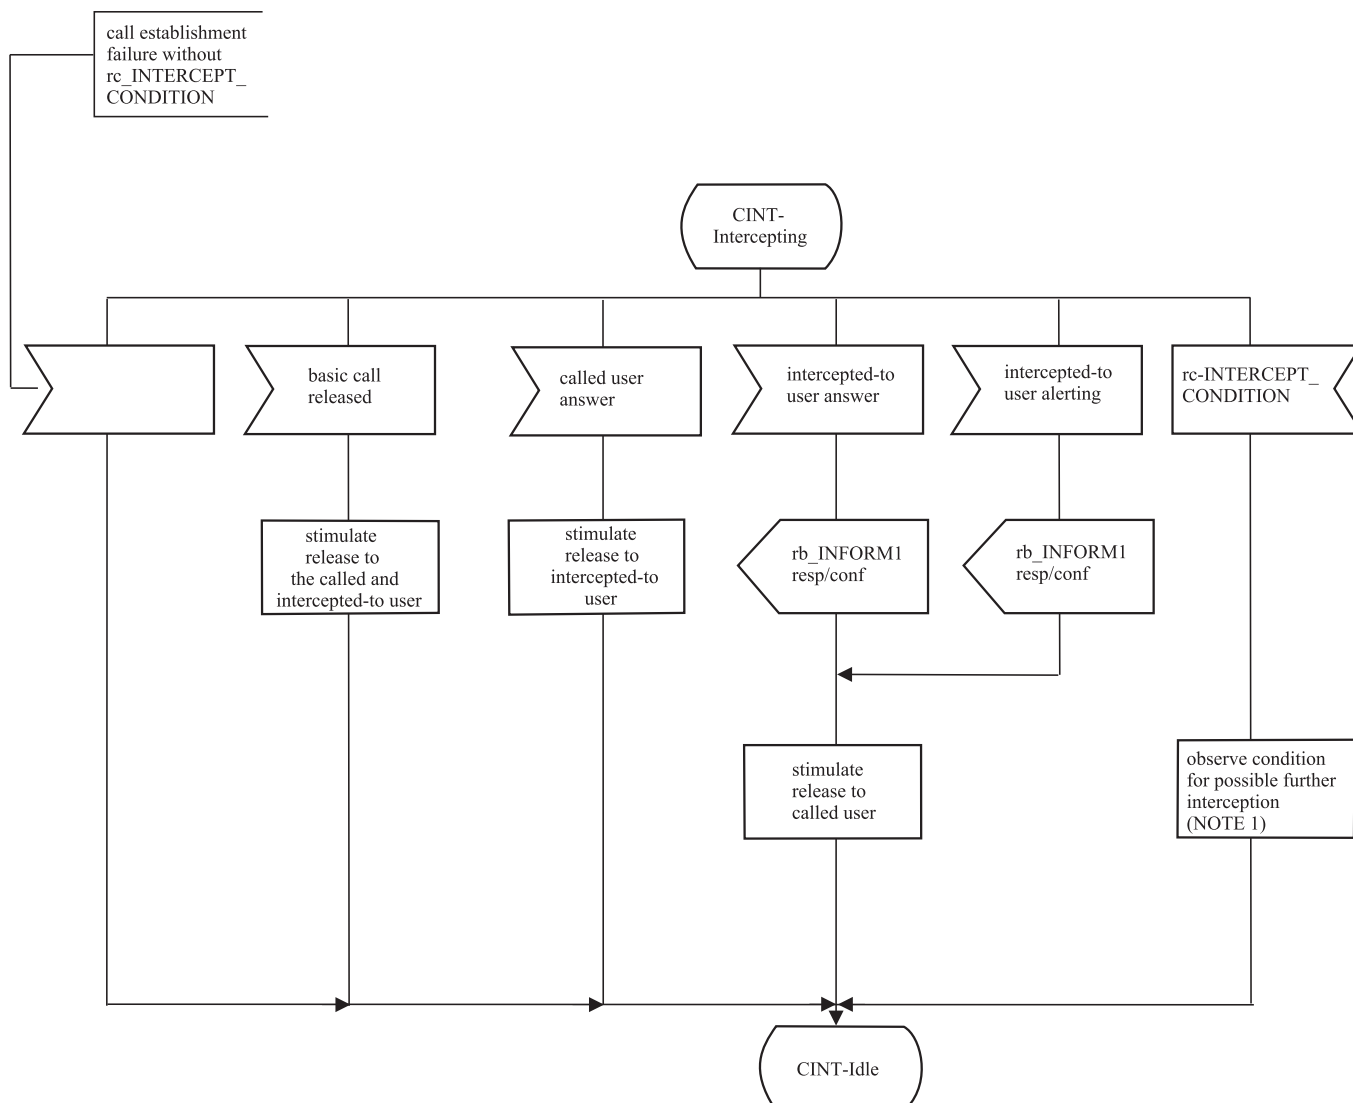 call establishment
failure without
rc_INTERCEPT_
CONDITION
CINT-
Intercepting
basic call
released
called user
answer
intercepted-to
user answer
intercepted-to
user alerting
rc-INTERCEPT_
CONDITION
stimulate
release to
the called and
intercepted-to user
stimulate
release to
intercepted-to
user
rb_INFORM1
resp/conf
rb_INFORM1
resp/conf
stimulate
release to
called user
observe condition
for possible further
interception
(NOTE 1)
CINT-Idle